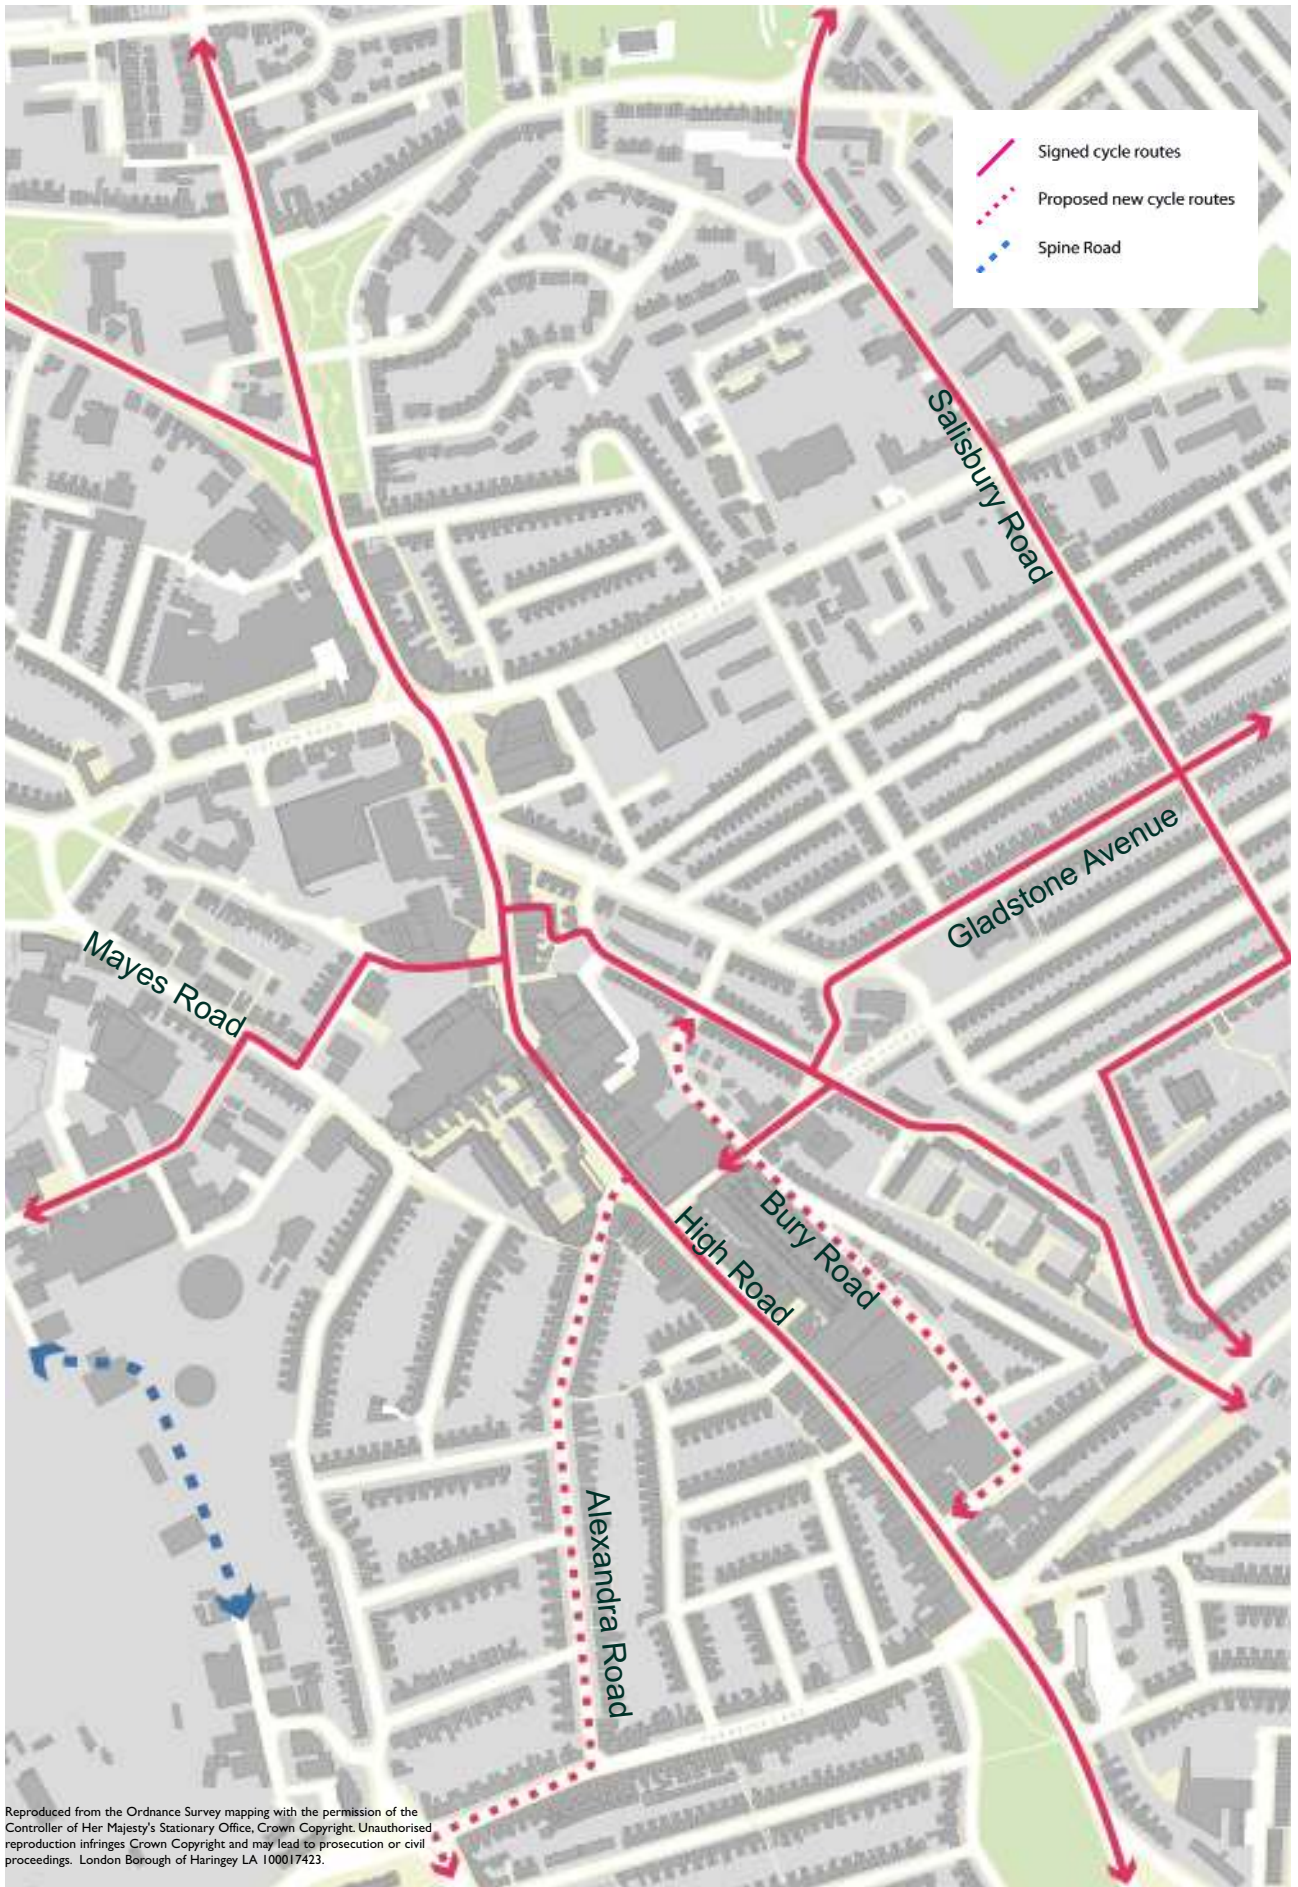 Signed cycle routes
Proposed new cycle routes
Spine Road
Salisbury Road
Gladstone Avenue
Mayes Road
Bury Road
High Road
Alexandra Road
Reproduced from the Ordnance Survey mapping with the permission of the
Controller of Her Majesty's Stationary Office, Crown Copyright. Unauthorised
reproduction infringes Crown Copyright and may lead to prosecution or civil
proceedings. London Borough of Haringey LA 100017423.